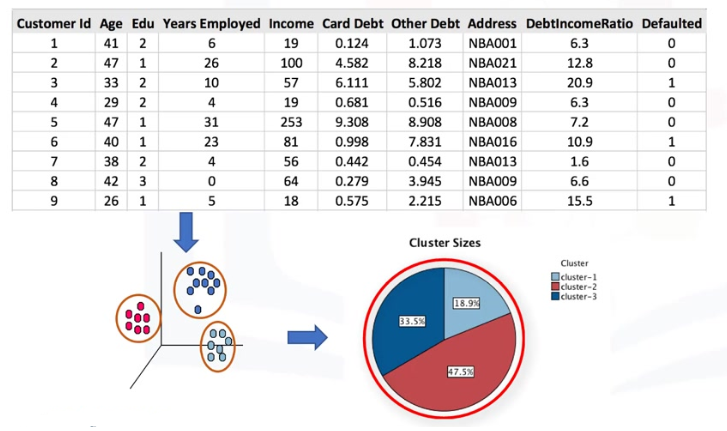 Customer Id Age Edu Years Employed Income Card Debt Other Debt Address DebtIncomeRatio Defaulted
1 41 2 6 19 0.124 1.073 NBA001 6.3 0
2 47 1 26 100 4.582 8.218 NBA021 12.8 0
3 33 2 10 57 6.111 5.802 NBA013 20.9 1
4 29 2 4 19 0.681 0.516 NBA009 6.3 0
5 47 1 31 253 9.308 8.908 NBA008 7.2 0
6 40 1 23 81 0.998 7.831 NBA016 10.9 1
7 38 2 4 56 0.442 0.454 NBA013 1.6 0
8 42 3 0 64 0.279 3.945 NBA009 6.6 0
9 26 1 5 18 0.575 2.215 NBA006 15.5 1
Cluster Sizes
Cluster
cluster-1
cluster-2
cluster-3
18.9%
33.5%
47.5%